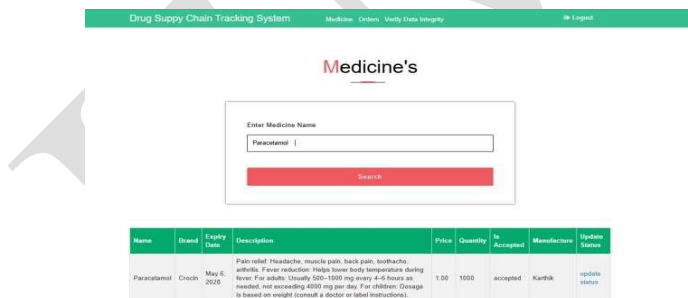 Drug Suppy Chain Tracking System Medicine Orders Verify Data Integrity Logout
Medicine's
Enter Medicine Name
Paracetamol
Search
Name Brand Expiry Date Description Price Quantity Is Accepted Manufacture Update Status
Pain relief: Headache, muscle pain, back pain, toothache,
arthritis. Fever reduction: Helps lower body temperature during
fever. For adults: Usually 500–1000 mg every 4–6 hours as
needed, not exceeding 4000 mg per day. For children: Dosage
is based on weight (consult a doctor or label instructions).
Paracetamol Crocin May 6, 2028 1.00 1000 accepted Karthik update status